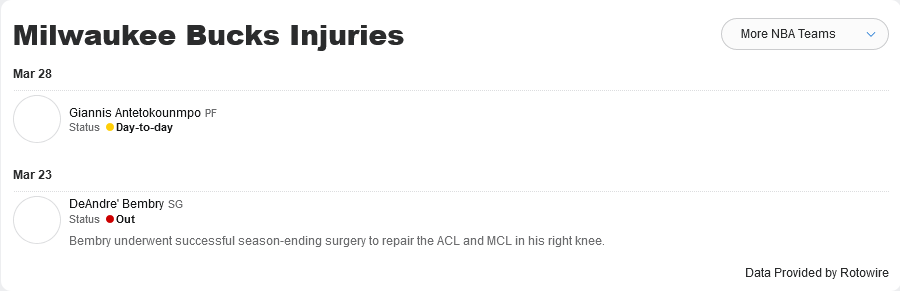 Milwaukee Bucks Injuries
More NBA Teams
Mar 28
Giannis Antetokounmpo PF
Status Day-to-day
Mar 23
DeAndre' Bembry SG
Status Out
Bembry underwent successful season-ending surgery to repair the ACL and MCL in his right knee.
Data Provided by Rotowire